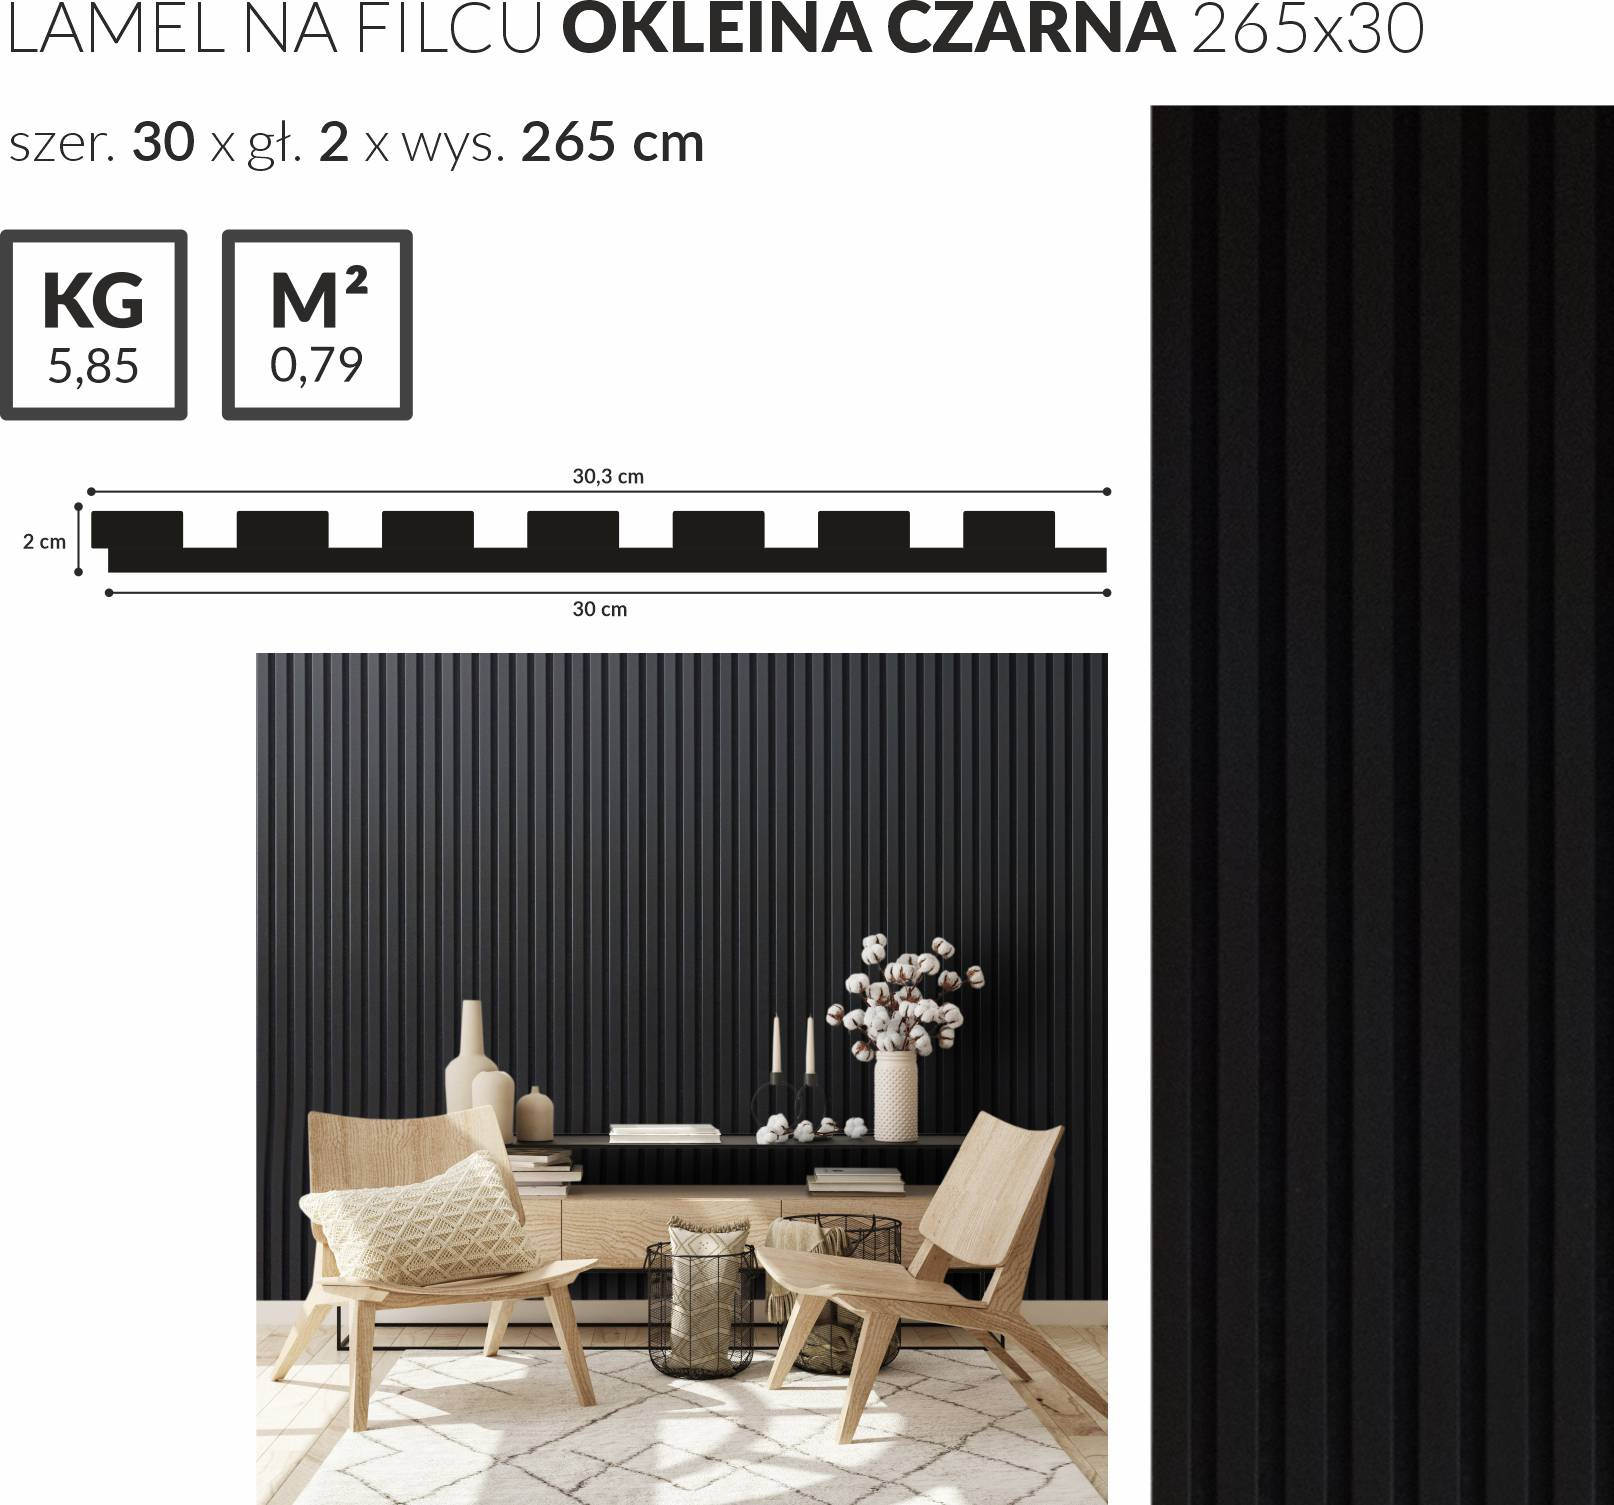 LAMEL NA FILCU OKLEINA CZARNA 265x30
szer. 30 x gł. 2 x wys. 265 cm
KG
5,85
M²
0,79
30,3 cm
2 cm
30 cm